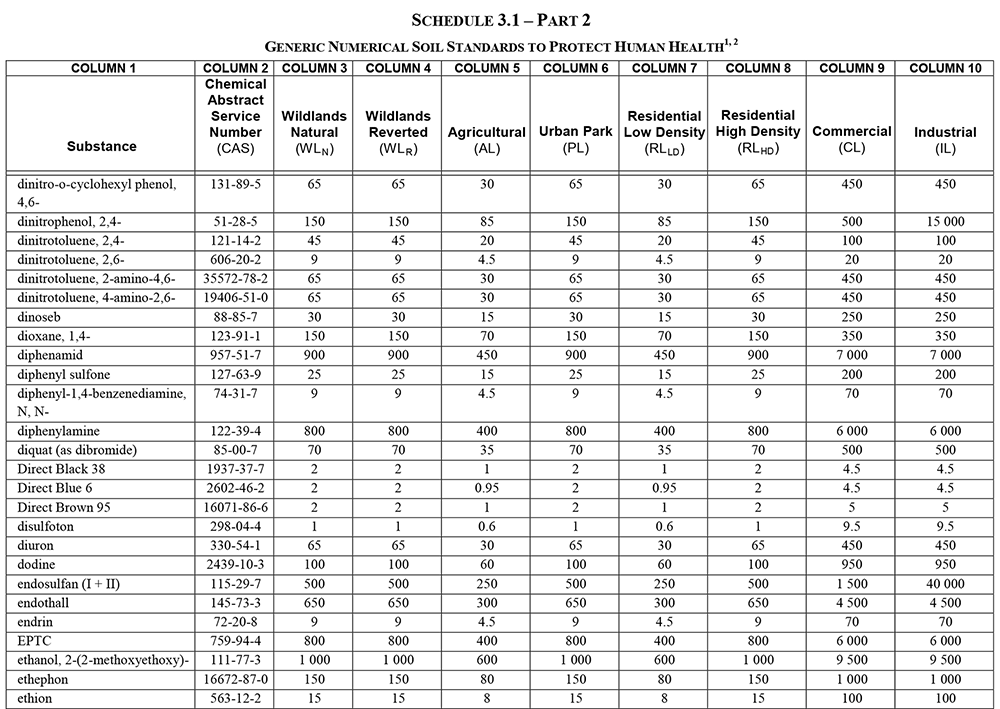 SCHEDULE 3.1 – PART 2
GENERIC NUMERICAL SOIL STANDARDS TO PROTECT HUMAN HEALTH1, 2
COLUMN 1 COLUMN 2 COLUMN 3 COLUMN 4 COLUMN 5 COLUMN 6 COLUMN 7 COLUMN 8 COLUMN 9 COLUMN 10
Substance Chemical Abstract Service Number (CAS) Wildlands Natural (WLN) Wildlands Reverted (WLR) Agricultural (AL) Urban Park (PL) Residential Low Density (RLLD) Residential High Density (RLHD) Commercial (CL) Industrial (IL)
dinitro-o-cyclohexyl phenol, 131-89-5 65 65 30 65 30 65 450 450
4,6-
dinitrophenol, 2,4- 51-28-5 150 150 85 150 85 150 500 15 000
dinitrotoluene, 2,4- 121-14-2 45 45 20 45 20 45 100 100
dinitrotoluene, 2,6- 606-20-2 9 9 4.5 9 4.5 9 20 20
dinitrotoluene, 2-amino-4,6- 35572-78-2 65 65 30 65 30 65 450 450
dinitrotoluene, 4-amino-2,6- 19406-51-0 65 65 30 65 30 65 450 450
dinoseb 88-85-7 30 30 15 30 15 30 250 250
dioxane, 1,4- 123-91-1 150 150 70 150 70 150 350 350
diphenamid 957-51-7 900 900 450 900 450 900 7 000 7 000
diphenyl sulfone 127-63-9 25 25 15 25 15 25 200 200
diphenyl-1,4-benzenediamine, 74-31-7 9 9 4.5 9 4.5 9 70 70
N, N-
diphenylamine 122-39-4 800 800 400 800 400 800 6 000 6 000
diquat (as dibromide) 85-00-7 70 70 35 70 35 70 500 500
Direct Black 38 1937-37-7 2 2 1 2 1 2 4.5 4.5
Direct Blue 6 2602-46-2 2 2 0.95 2 0.95 2 4.5 4.5
Direct Brown 95 16071-86-6 2 2 1 2 1 2 5 5
disulfoton 298-04-4 1 1 0.6 1 0.6 1 9.5 9.5
diuron 330-54-1 65 65 30 65 30 65 450 450
dodine 2439-10-3 100 100 60 100 60 100 950 950
endosulfan (I + II) 115-29-7 500 500 250 500 250 500 1 500 40 000
endothall 145-73-3 650 650 300 650 300 650 4 500 4 500
endrin 72-20-8 9 9 4.5 9 4.5 9 70 70
EPTC 759-94-4 800 800 400 800 400 800 6 000 6 000
ethanol, 2-(2-methoxyethoxy)- 111-77-3 1 000 1 000 600 1 000 600 1 000 9 500 9 500
ethephon 16672-87-0 150 150 80 150 80 150 1 000 1 000
ethion 563-12-2 15 15 8 15 8 15 100 100